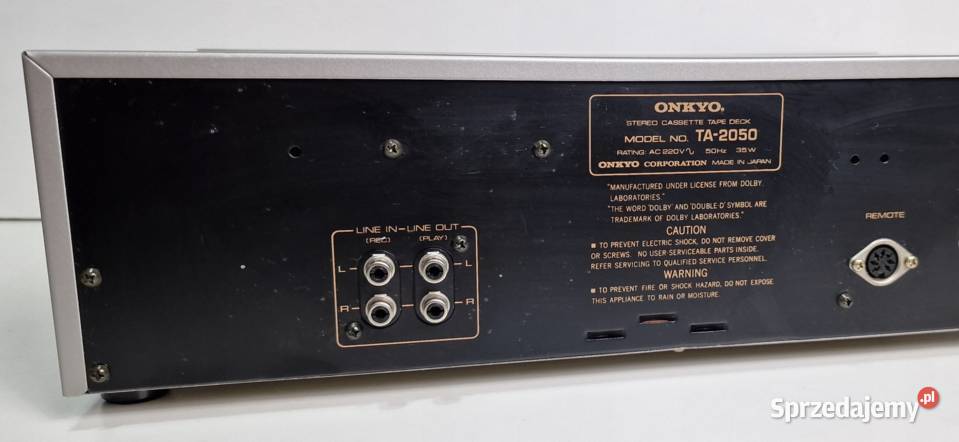 ONKYO.
STEREO CASSETTE TAPE DECK
MODEL NO. TA-2050
RATING: AC 220V∿ 50Hz 35W
ONKYO CORPORATION MADE IN JAPAN
"MANUFACTURED UNDER LICENSE FROM DOLBY
LABORATORIES."
"THE WORD 'DOLBY' AND 'DOUBLE-D' SYMBOL ARE
TRADEMARK OF DOLBY LABORATORIES."
CAUTION
■ TO PREVENT ELECTRIC SHOCK, DO NOT REMOVE COVER
OR SCREWS. NO USER-SERVICEABLE PARTS INSIDE.
REFER SERVICING TO QUALIFIED SERVICE PERSONNEL.
WARNING
■ TO PREVENT FIRE OR SHOCK HAZARD, DO NOT EXPOSE
THIS APPLIANCE TO RAIN OR MOISTURE.
LINE IN LINE OUT
(REC) (PLAY)
L L
R R
REMOTE
Sprzedajemy.pl